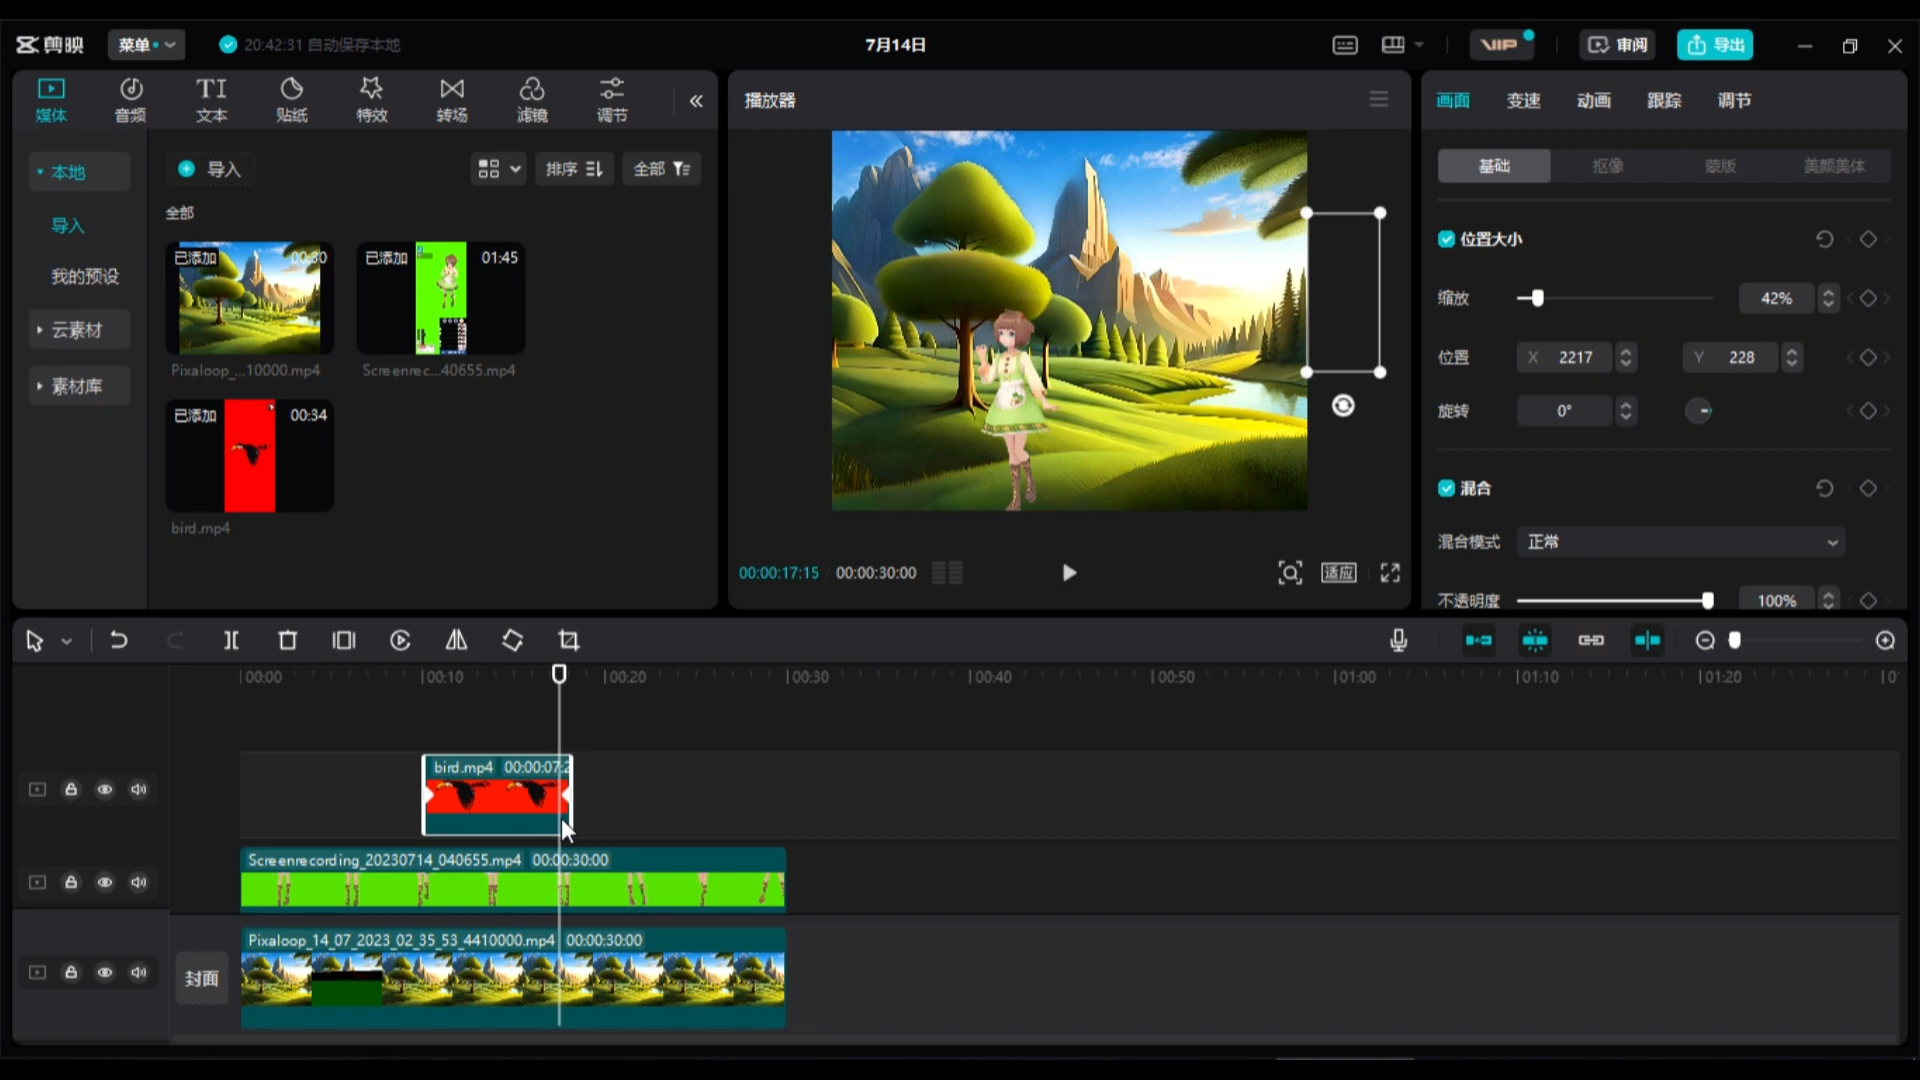 剪映
菜单
20:42:31 自动保存本地
7月14日
VIP
审阅
导出
媒体
音频
文本
贴纸
特效
转场
滤镜
调节
本地
导入
我的预设
云素材
素材库
导入
排序
全部
全部
已添加
00:30
Pixaloop_...10000.mp4
已添加
01:45
Screenrec...40655.mp4
已添加
00:34
bird.mp4
播放器
00:00:17:15
00:00:30:00
适应
画面
变速
动画
跟踪
调节
基础
抠像
蒙版
美颜美体
位置大小
缩放
42%
位置
X 2217
Y 228
旋转
0°
混合
混合模式
正常
不透明度
100%
00:00
00:10
00:20
00:30
00:40
00:50
01:00
01:10
01:20
bird.mp4 00:00:07:2
Screenrecording_20230714_040655.mp4 00:00:30:00
封面
Pixaloop_14_07_2023_02_35_53_4410000.mp4 00:00:30:00